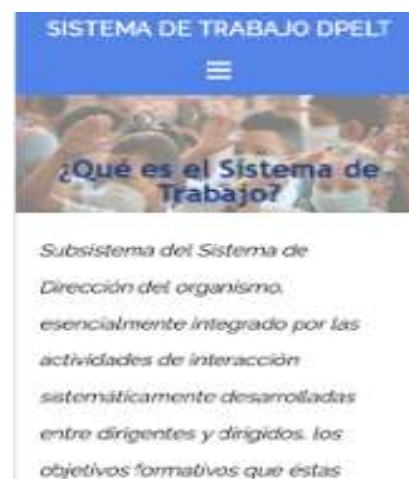 SISTEMA DE TRABAJO DPELT
¿Qué es el Sistema de
Trabajo?
Subsistema del Sistema de
Dirección del organismo,
esencialmente integrado por las
actividades de interacción
sistemáticamente desarrolladas
entre dirigentes y dirigidos, los
objetivos formativos que éstas